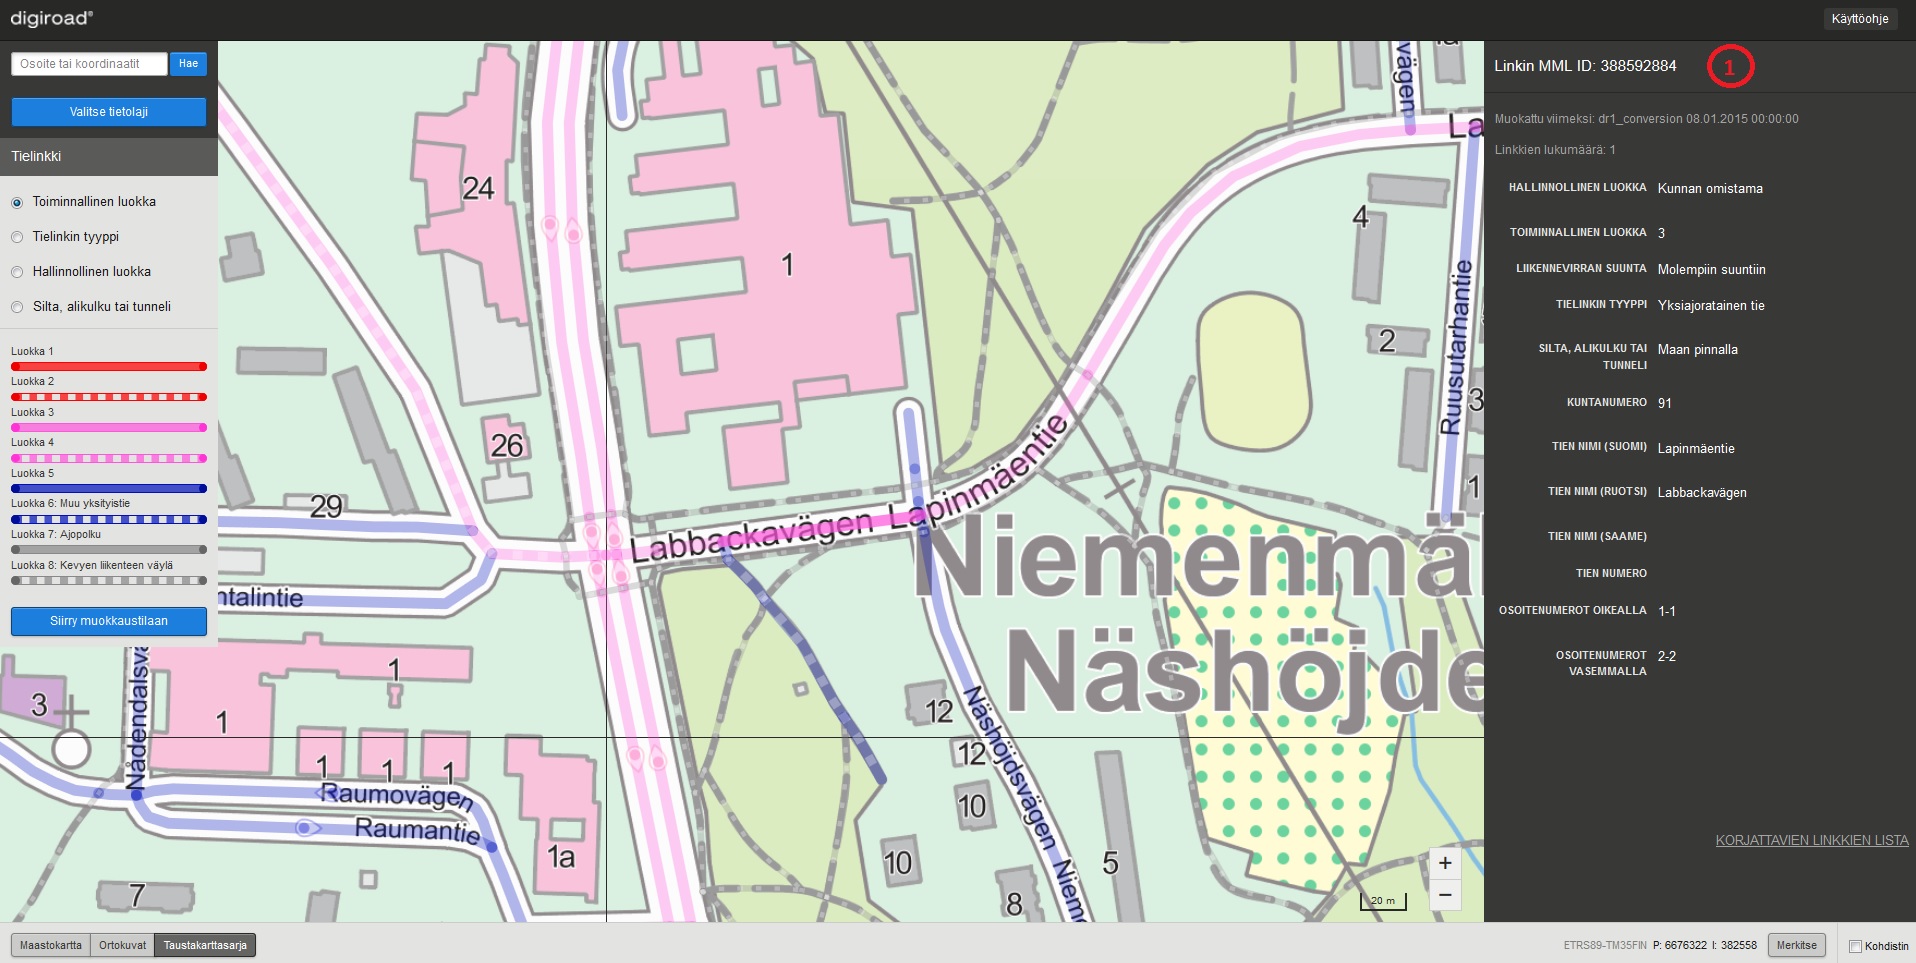 digiroad®
Käyttöohje
Osoite tai koordinaatit
Hae
Valitse tietolaji
Tielinkki
Toiminnallinen luokka
Tielinkin tyyppi
Hallinnollinen luokka
Silta, alikulku tai tunneli
Luokka 1
Luokka 2
Luokka 3
Luokka 4
Luokka 5
Luokka 6: Muu yksityistie
Luokka 7: Ajopolku
Luokka 8: Kevyen liikenteen väylä
Siirry muokkaustilaan
24
1
4
2
3
1
26
29
vägen
La
Ruusutarhantie
Labbackavägen
Lapinmäentie
Niemenmä
Näshöjde
ntalintie
Nådendalsvä
3
1
1
1
1
1
Raumovägen
Raumantie
1a
7
12
12
10
10
8
5
Näshöjdsvägen
Nieme
20 m
+
−
Linkin MML ID: 388592884
1
Muokattu viimeksi: dr1_conversion 08.01.2015 00:00:00
Linkkien lukumäärä: 1
HALLINNOLLINEN LUOKKA Kunnan omistama
TOIMINNALLINEN LUOKKA 3
LIIKENNEVIRRAN SUUNTA Molempiin suuntiin
TIELINKIN TYYPPI Yksiajoratainen tie
SILTA, ALIKULKU TAI Maan pinnalla
TUNNELI
KUNTANUMERO 91
TIEN NIMI (SUOMI) Lapinmäentie
TIEN NIMI (RUOTSI) Labbackavägen
TIEN NIMI (SAAME)
TIEN NUMERO
OSOITENUMEROT OIKEALLA 1-1
OSOITENUMEROT 2-2
VASEMMALLA
KORJATTAVIEN LINKKIEN LISTA
Maastokartta
Ortokuvat
Taustakarttasarja
ETRS89-TM35FIN P: 6676322 I: 382558
Merkitse
Kohdistin